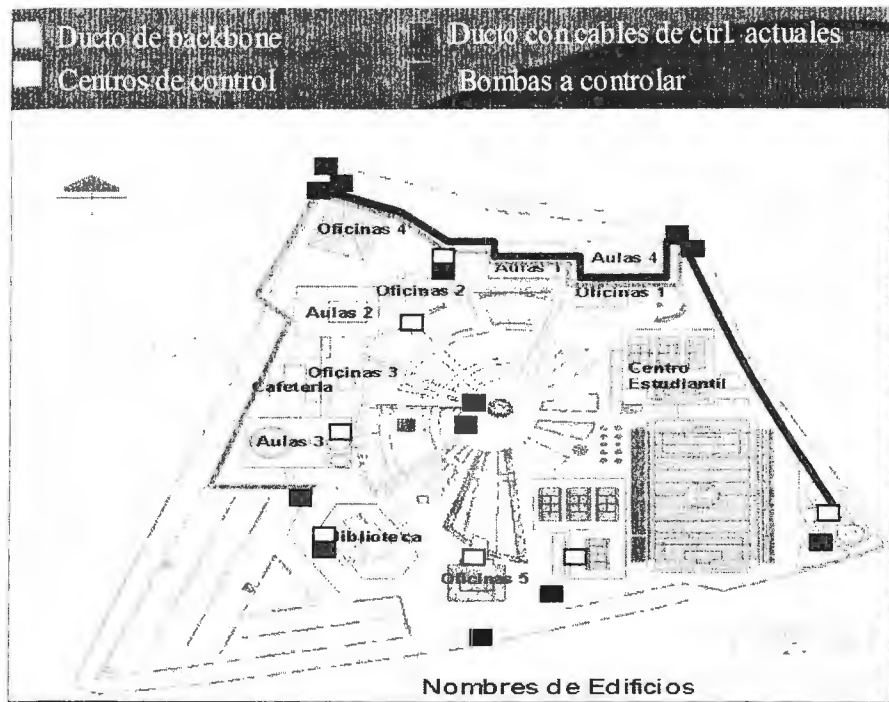 Ducto de backbone
Ducto con cables de ctrl. actuales
Centros de control
Bombas a controlar
Oficinas 4
Aulas 1
Aulas 4
Oficinas 2
Oficinas 1
Aulas 2
Oficinas 3
Cafeteria
Centro
Estudiantil
Aulas 3
Biblioteca
Oficinas 5
Nombres de Edificios